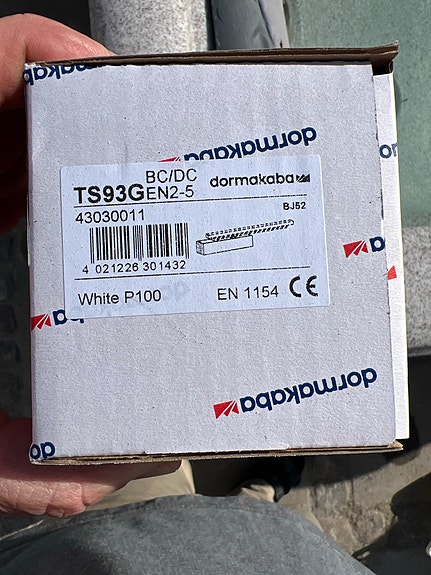 dormakaba
dormakaba
BC/DC
TS93G EN2-5 dormakaba
43030011
BJ52
4 021226 301432
White P100 EN 1154 CE
dormakaba